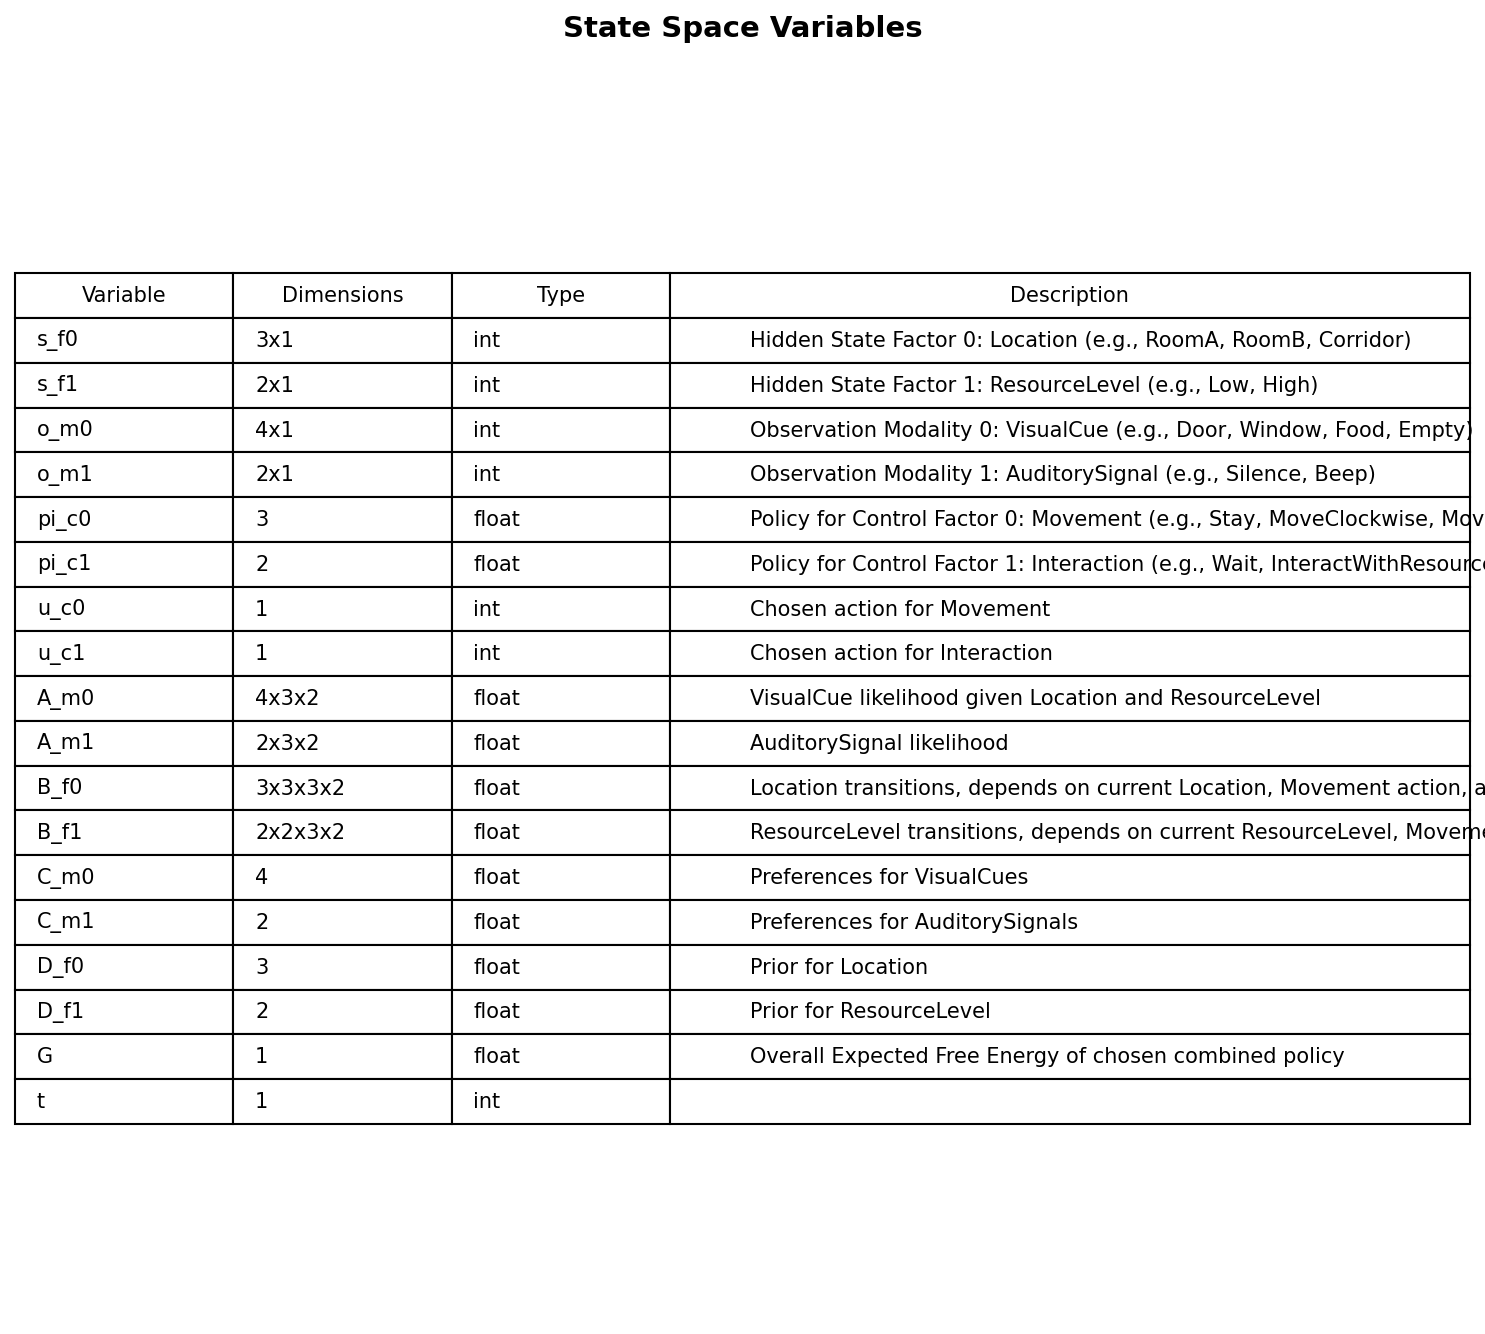 State Space Variables
Variable Dimensions Type Description
s_f0 3x1 int Hidden State Factor 0: Location (e.g., RoomA, RoomB, Corridor)
s_f1 2x1 int Hidden State Factor 1: ResourceLevel (e.g., Low, High)
o_m0 4x1 int Observation Modality 0: VisualCue (e.g., Door, Window, Food, Empty)
o_m1 2x1 int Observation Modality 1: AuditorySignal (e.g., Silence, Beep)
pi_c0 3 float Policy for Control Factor 0: Movement (e.g., Stay, MoveClockwise,
pi_c1 2 float Policy for Control Factor 1: Interaction (e.g., Wait,
u_c0 1 int Chosen action for Movement
u_c1 1 int Chosen action for Interaction
A_m0 4x3x2 float VisualCue likelihood given Location and ResourceLevel
A_m1 2x3x2 float AuditorySignal likelihood
B_f0 3x3x3x2 float Location transitions, depends on current Location, Movement action,
B_f1 2x2x3x2 float ResourceLevel transitions, depends on current ResourceLevel,
C_m0 4 float Preferences for VisualCues
C_m1 2 float Preferences for AuditorySignals
D_f0 3 float Prior for Location
D_f1 2 float Prior for ResourceLevel
G 1 float Overall Expected Free Energy of chosen combined policy
t 1 int